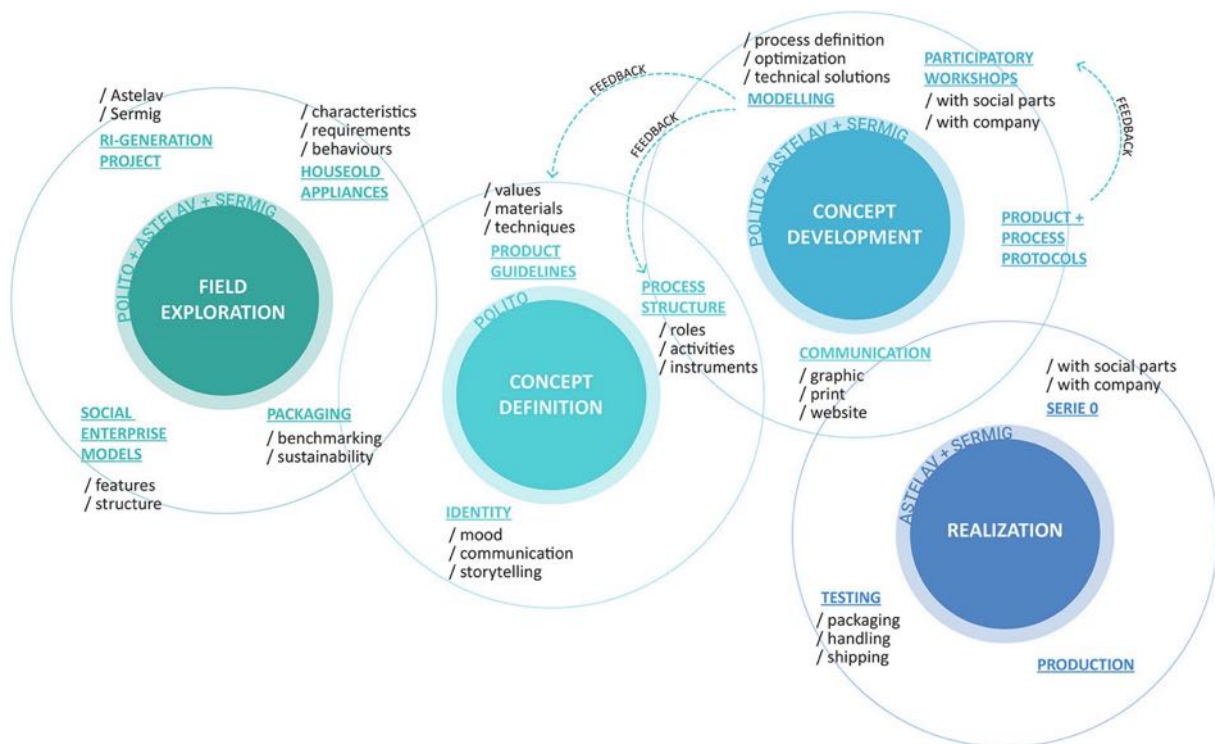 / Astelav
/ Sermig
RI-GENERATION
PROJECT
/ characteristics
/ requirements
/ behaviours
HOUSEOLD
APPLIANCES
POLITO + ASTELAV + SERMIG
FIELD
EXPLORATION
SOCIAL
ENTERPRISE
MODELS
/ features
/ structure
PACKAGING
/ benchmarking
/ sustainability
FEEDBACK
FEEDBACK
/ values
/ materials
/ techniques
PRODUCT
GUIDELINES
PROCESS
STRUCTURE
/ roles
/ activities
/ instruments
POLITO
CONCEPT
DEFINITION
IDENTITY
/ mood
/ communication
/ storytelling
/ process definition
/ optimization
/ technical solutions
MODELLING
PARTICIPATORY
WORKSHOPS
/ with social parts
/ with company
FEEDBACK
POLITO + ASTELAV + SERMIG
CONCEPT
DEVELOPMENT
PRODUCT +
PROCESS
PROTOCOLS
COMMUNICATION
/ graphic
/ print
/ website
/ with social parts
/ with company
SERIE 0
ASTELAV + SERMIG
REALIZATION
TESTING
/ packaging
/ handling
/ shipping
PRODUCTION